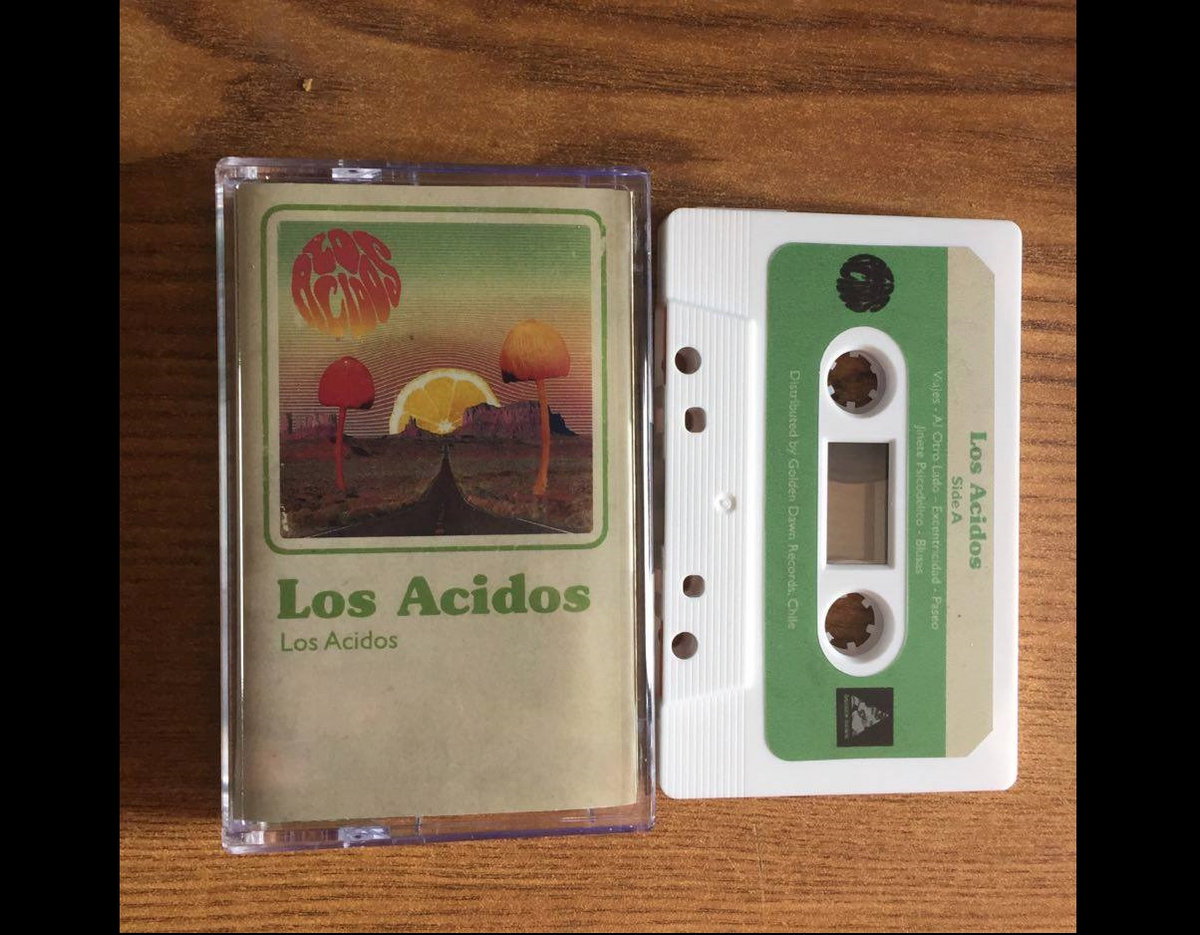 LOS
ACIDOS
Los Acidos
Los Acidos
Los Acidos
Side A
Viajes - Al Otro Lado - Excentricidad - Paseo
Jinete Psicodélico - Blusas
Distributed by Golden Dawn Records, Chile